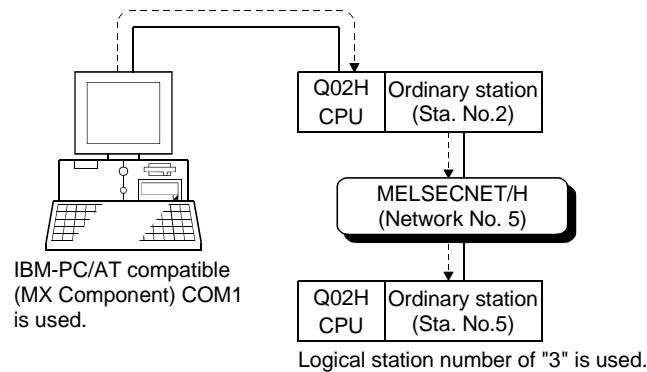 Q02H
CPU
Ordinary station
(Sta. No.2)
MELSECNET/H
(Network No. 5)
IBM-PC/AT compatible
(MX Component) COM1
is used.
Q02H
CPU
Ordinary station
(Sta. No.5)
Logical station number of "3" is used.